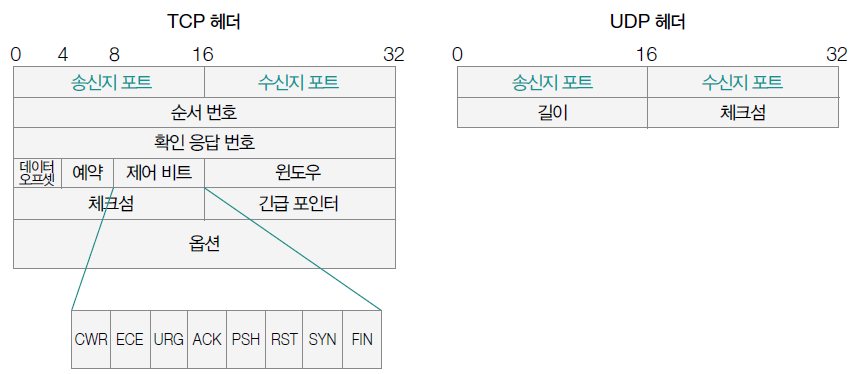 TCP 헤더
0 4 8 16 32
송신지 포트 수신지 포트
순서 번호
확인 응답 번호
데이터
오프셋 예약 제어 비트 윈도우
체크섬 긴급 포인터
옵션
CWR ECE URG ACK PSH RST SYN FIN
UDP 헤더
0 16 32
송신지 포트 수신지 포트
길이 체크섬